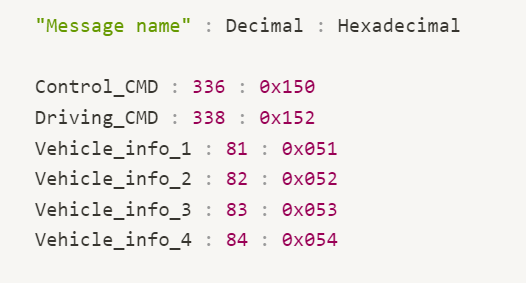 "Message name" : Decimal : Hexadecimal
Control_CMD : 336 : 0x150
Driving_CMD : 338 : 0x152
Vehicle_info_1 : 81 : 0x051
Vehicle_info_2 : 82 : 0x052
Vehicle_info_3 : 83 : 0x053
Vehicle_info_4 : 84 : 0x054